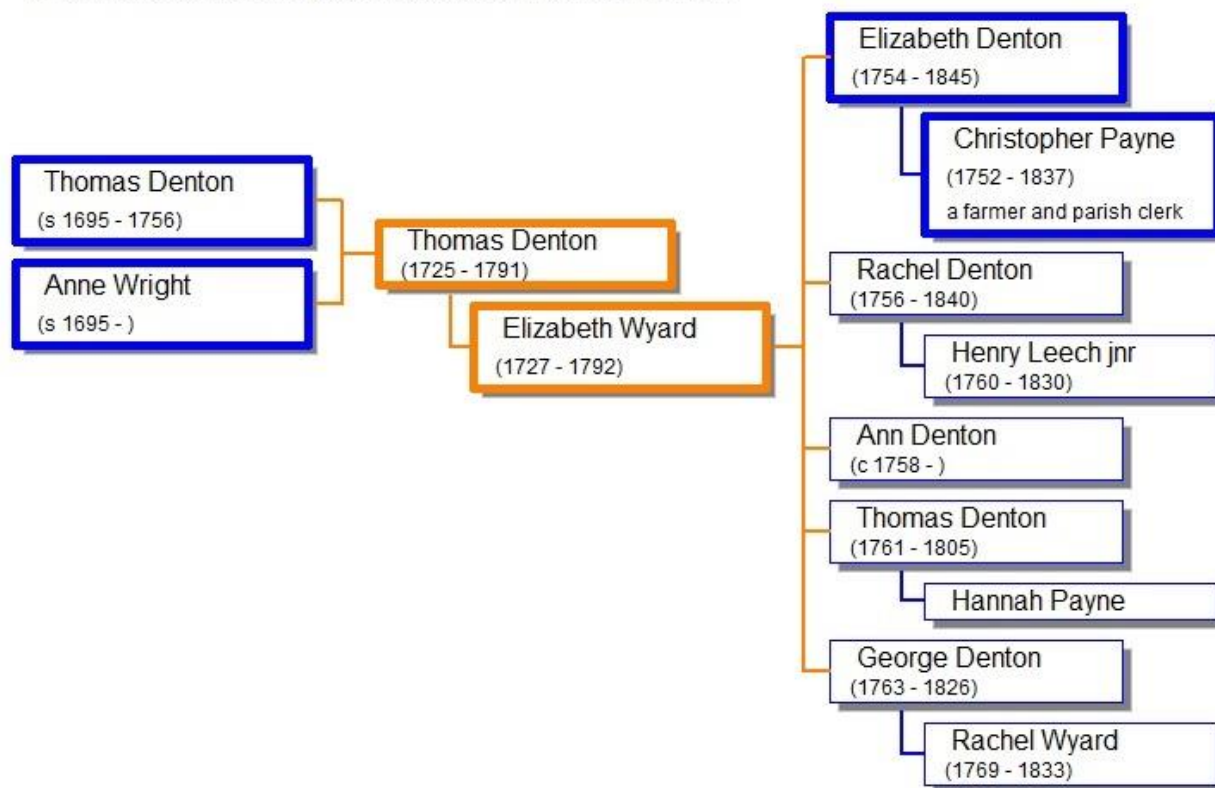 Thomas Denton
(s 1695 - 1756)
Anne Wright
(s 1695 - )
Thomas Denton
(1725 - 1791)
Elizabeth Wyard
(1727 - 1792)
Elizabeth Denton
(1754 - 1845)
Christopher Payne
(1752 - 1837)
a farmer and parish clerk
Rachel Denton
(1756 - 1840)
Henry Leech jnr
(1760 - 1830)
Ann Denton
(c 1758 - )
Thomas Denton
(1761 - 1805)
Hannah Payne
George Denton
(1763 - 1826)
Rachel Wyard
(1769 - 1833)